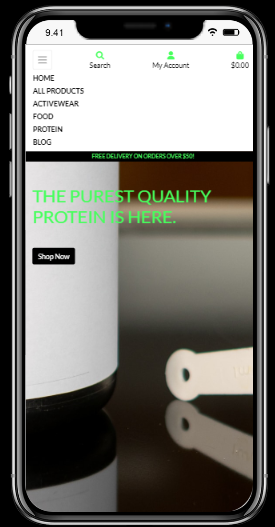 9.41
Search
My Account
$0.00
HOME
ALL PRODUCTS
ACTIVEWEAR
FOOD
PROTEIN
BLOG
FREE DELIVERY ON ORDERS OVER $50!
THE PUREST QUALITY
PROTEIN IS HERE.
Shop Now